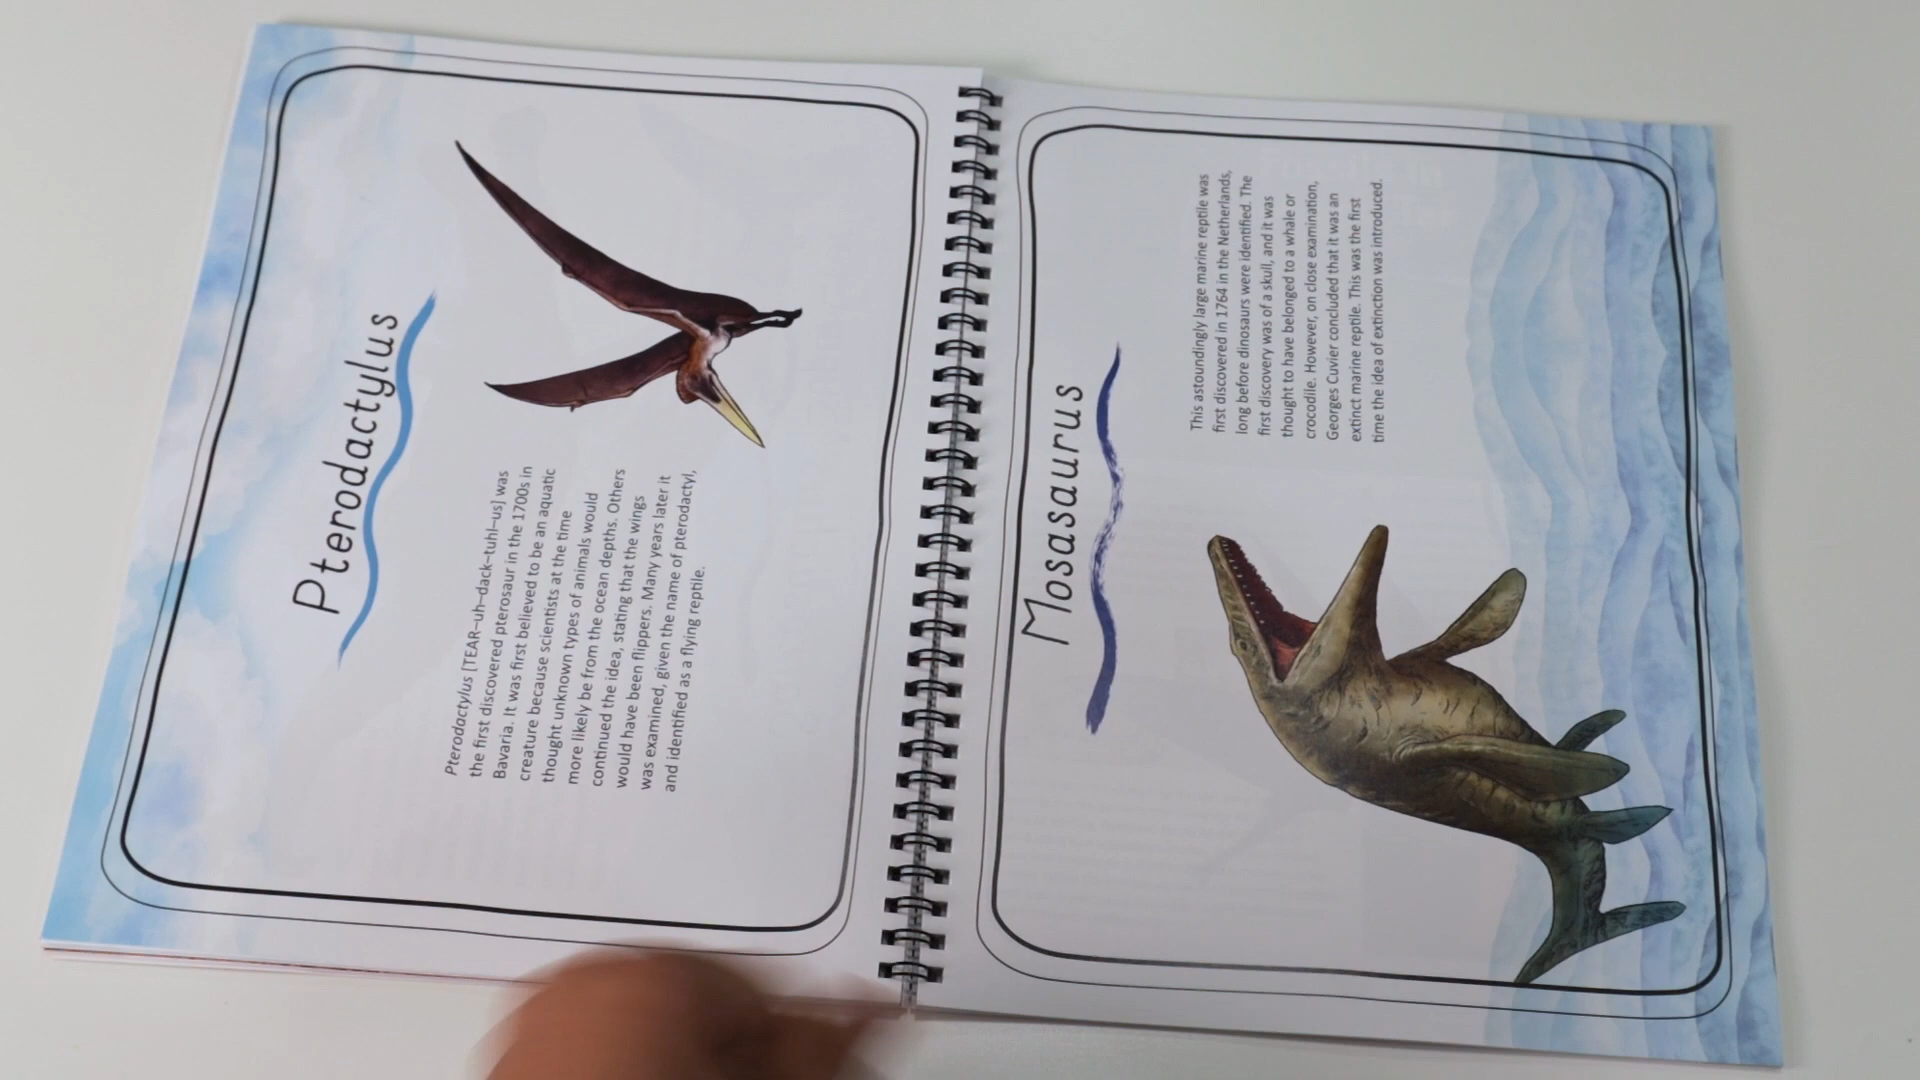 Pterodactylus
Pterodactylus [TEAR–uh–dack–tuhl–us] was
the first discovered pterosaur in the 1700s in
Bavaria. It was first believed to be an aquatic
creature because scientists at the time
thought unknown types of animals would
more likely be from the ocean depths. Others
continued the idea, stating that the wings
would have been flippers. Many years later it
was examined, given the name of pterodactyl,
and identified as a flying reptile.
Mosasaurus
This astoundingly large marine reptile was
first discovered in 1764 in the Netherlands,
long before dinosaurs were identified. The
first discovery was of a skull, and it was
thought to have belonged to a whale or
crocodile. However, on close examination,
Georges Cuvier concluded that it was an
extinct marine reptile. This was the first
time the idea of extinction was introduced.